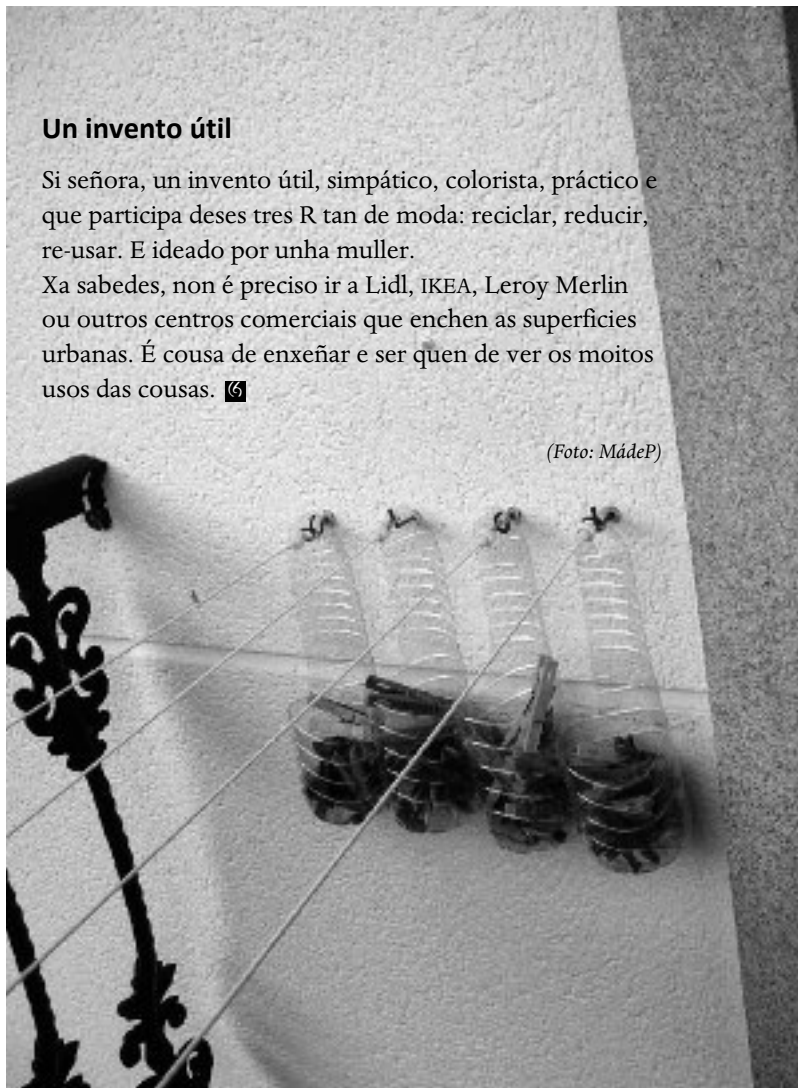 Un invento útil
Si señora, un invento útil, simpático, colorista, práctico e
que participa deses tres R tan de moda: reciclar, reducir,
re-usar. E ideado por unha muller.
Xa sabedes, non é preciso ir a Lidl, IKEA, Leroy Merlin
ou outros centros comerciais que enchen as superficies
urbanas. É cousa de enxeñar e ser quen de ver os moitos
usos das cousas.
(Foto: MádeP)